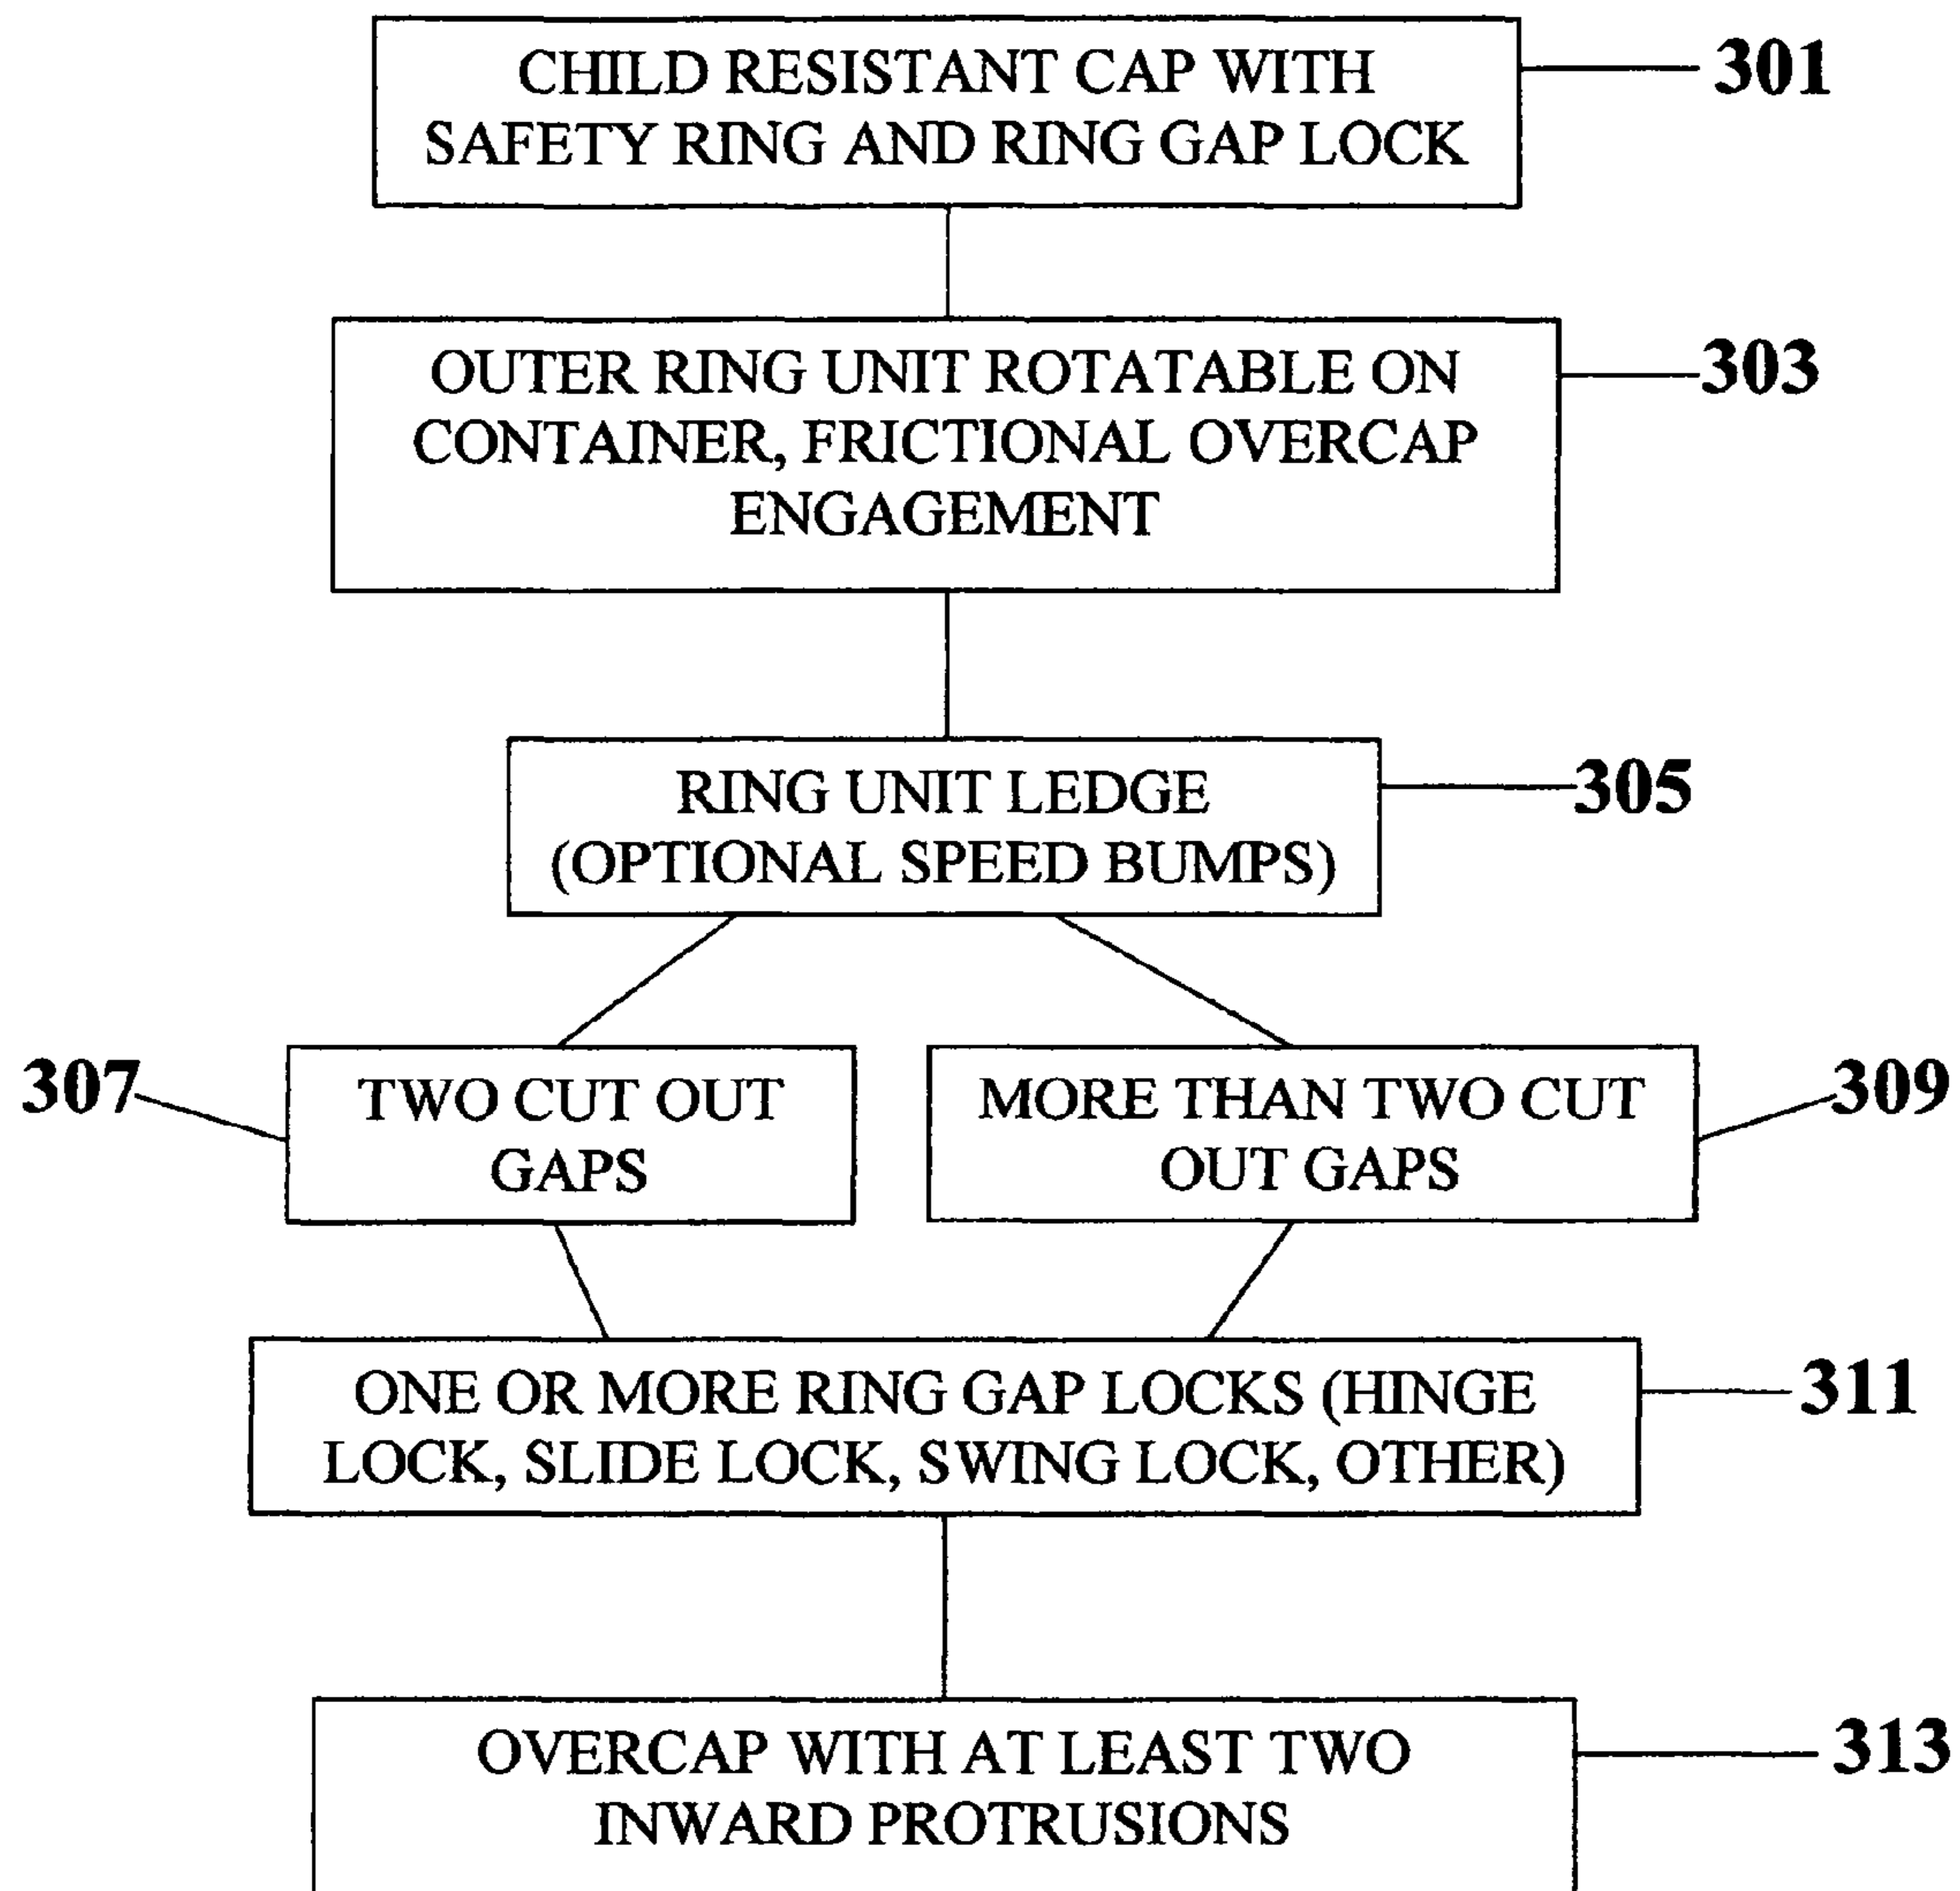 CHILD RESISTANT CAP WITH
SAFETY RING AND RING GAP LOCK
301
OUTER RING UNIT ROTATABLE ON
CONTAINER, FRICTIONAL OVERCAP
ENGAGEMENT
303
RING UNIT LEDGE
(OPTIONAL SPEED BUMPS)
305
307
TWO CUT OUT
GAPS
MORE THAN TWO CUT
OUT GAPS
309
ONE OR MORE RING GAP LOCKS (HINGE
LOCK, SLIDE LOCK, SWING LOCK, OTHER)
311
OVERCAP WITH AT LEAST TWO
INWARD PROTRUSIONS
313